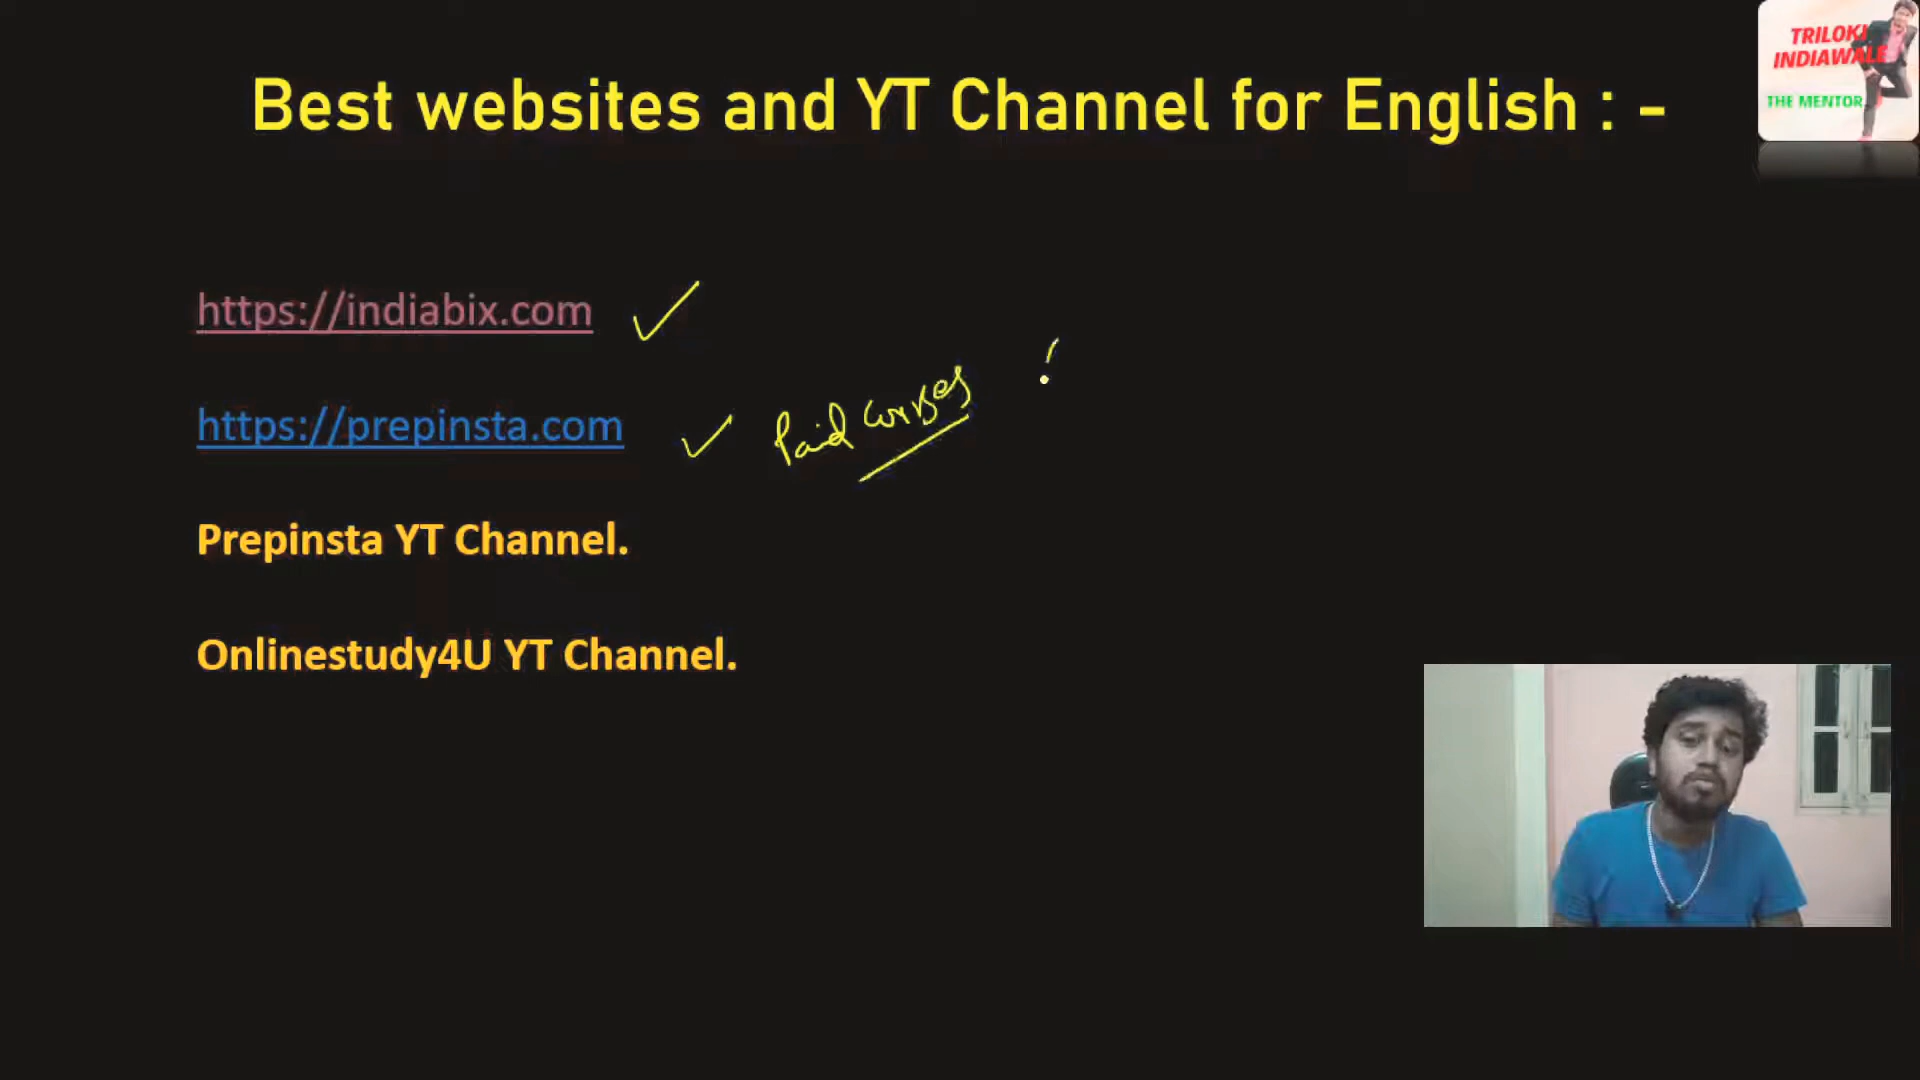 Best websites and YT Channel for English : -
TRILOKI
INDIAWALE
THE MENTOR
https://indiabix.com
https://prepinsta.com
Paid courses
Prepinsta YT Channel.
Onlinestudy4U YT Channel.